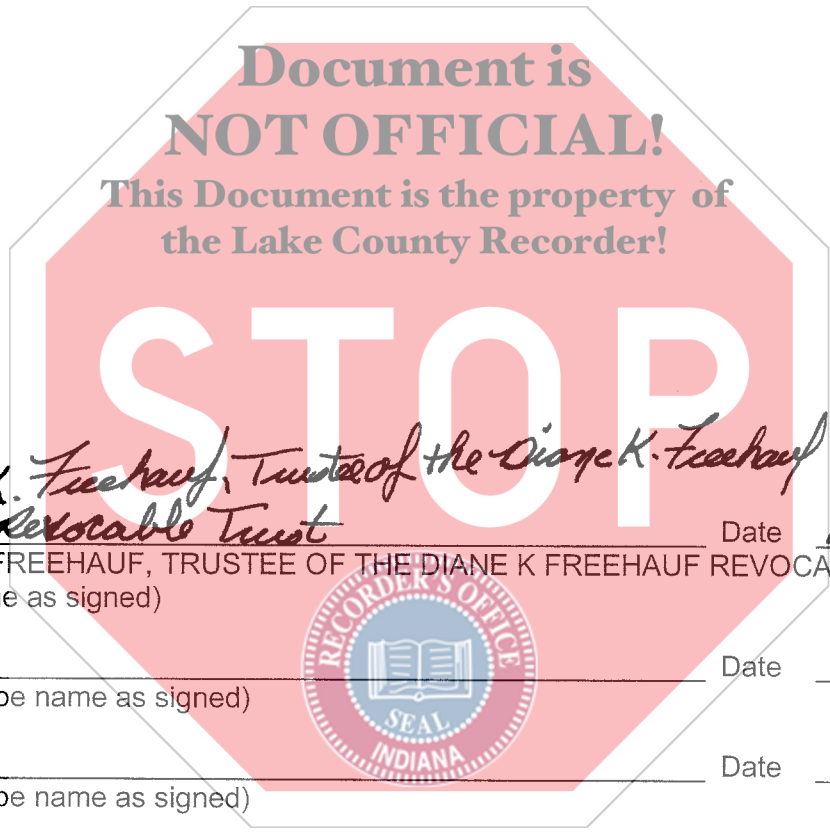 Document is
NOT OFFICIAL!
This Document is the property of
the Lake County Recorder!
STOP
K. Freehauf, Trustee of the Diane K. Freehauf
Revocable Trust
Date
FREEHAUF, TRUSTEE OF THE DIANE K FREEHAUF REVOCA
e as signed)
RECORDER'S OFFICE
Date
pe name as signed)
SEAL
INDIANA
Date
pe name as signed)